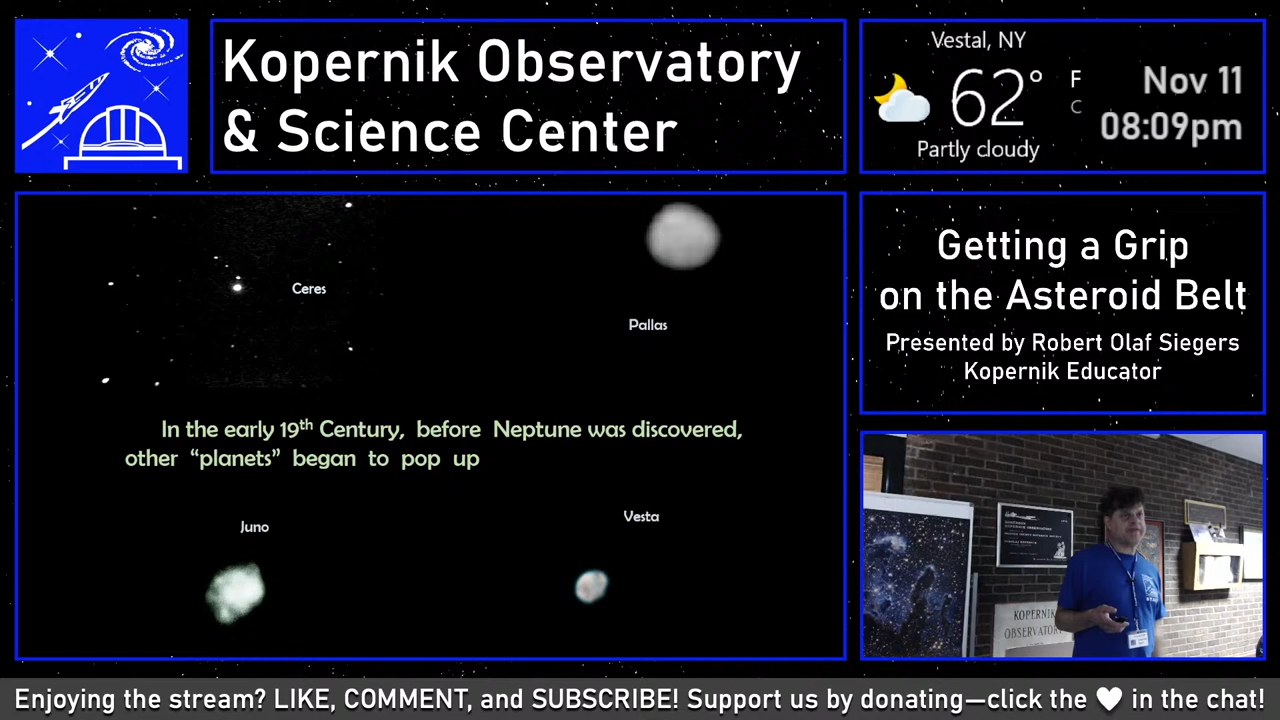 Kopernik Observatory
& Science Center
Vestal, NY
62° F
C
Partly cloudy
Nov 11
08:09pm
Ceres
Pallas
In the early 19th Century, before Neptune was discovered,
other “planets” began to pop up
Juno
Vesta
Getting a Grip
on the Asteroid Belt
Presented by Robert Olaf Siegers
Kopernik Educator
KOPERNIK
OBSERVATORY
Enjoying the stream? LIKE, COMMENT, and SUBSCRIBE! Support us by donating—click the ♥ in the chat!